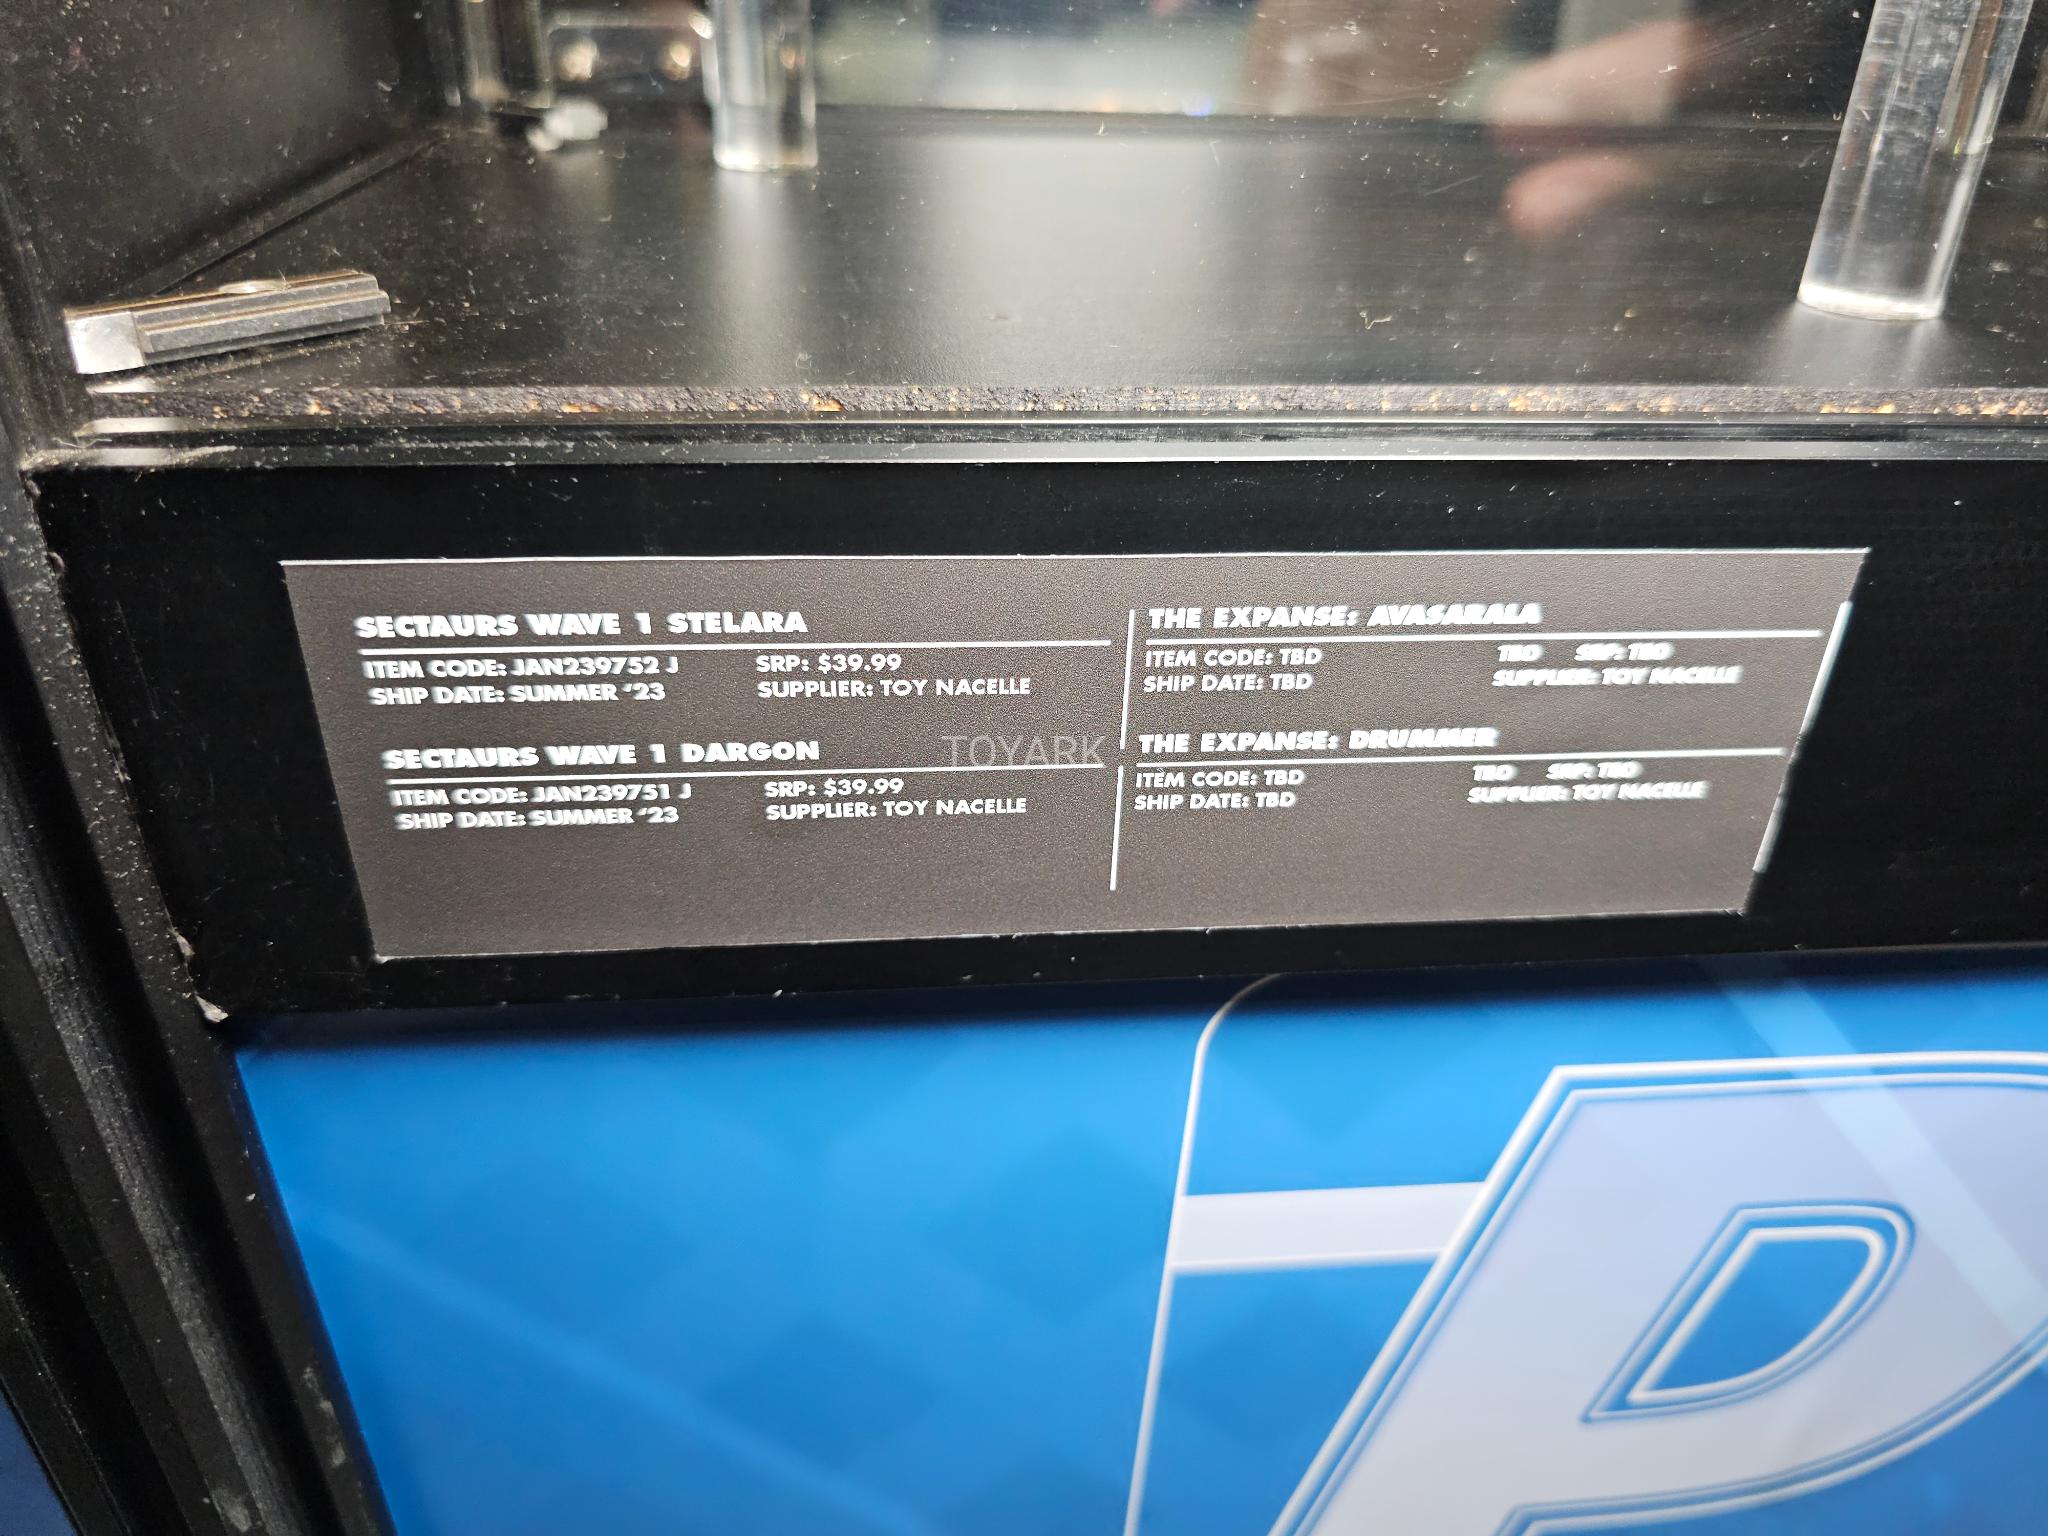 SECTAURS WAVE 1 STELARA
ITEM CODE: JAN239752 J SRP: $39.99
SHIP DATE: SUMMER '23 SUPPLIER: TOY NACELLE
SECTAURS WAVE 1 DARGON
ITEM CODE: JAN239751 J SRP: $39.99
SHIP DATE: SUMMER '23 SUPPLIER: TOY NACELLE
THE EXPANSE: AVASARALA
ITEM CODE: TBD TBD SRP: TBD
SHIP DATE: TBD SUPPLIER: TOY NACELLE
THE EXPANSE: DRUMMER
ITEM CODE: TBD TBD SRP: TBD
SHIP DATE: TBD SUPPLIER: TOY NACELLE
TOYARK
P